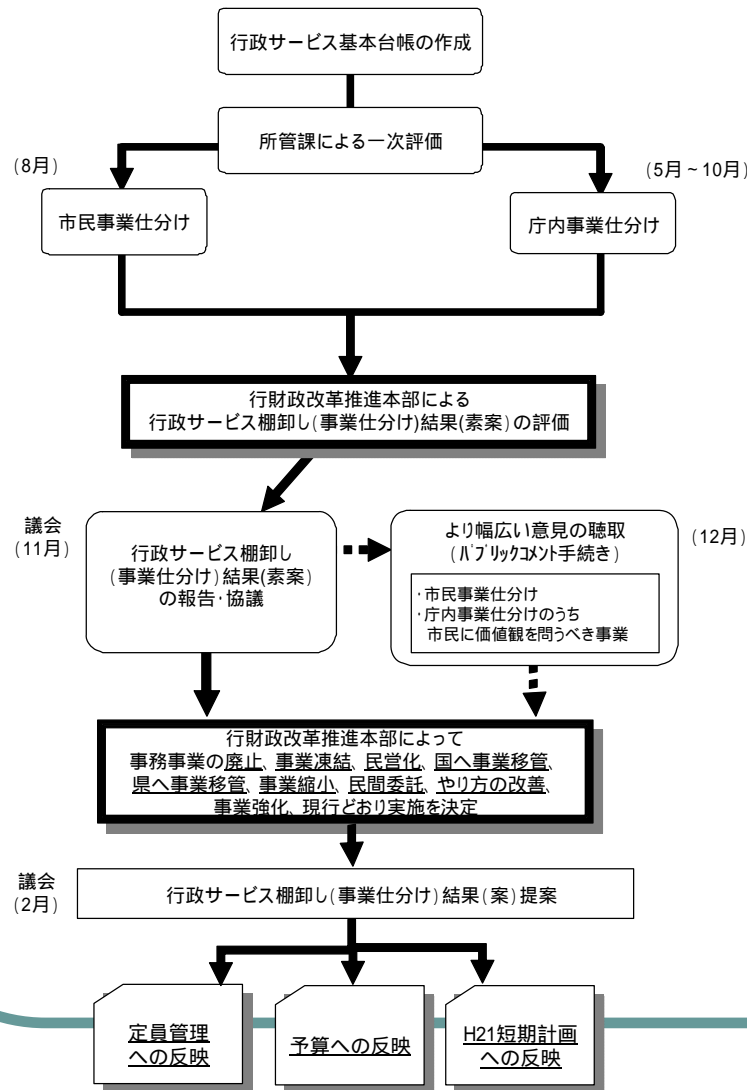 行政サービス基本台帳の作成
所管課による一次評価
(8月)
(5月~10月)
市民事業仕分け
庁内事業仕分け
行財政改革推進本部による
行政サービス棚卸し(事業仕分け)結果(素案)の評価
議会
(11月)
行政サービス棚卸し
(事業仕分け)結果(素案)
の報告・協議
より幅広い意見の聴取
(パブリックコメント手続き)
(12月)
・市民事業仕分け
・庁内事業仕分けのうち
市民に価値観を問うべき事業
行財政改革推進本部によって
事務事業の廃止、事業凍結、民営化、国へ事業移管、
県へ事業移管、事業縮小、民間委託、やり方の改善、
事業強化、現行どおり実施を決定
議会
(2月)
行政サービス棚卸し(事業仕分け)結果(案)提案
定員管理
への反映
予算への反映
H21短期計画
への反映